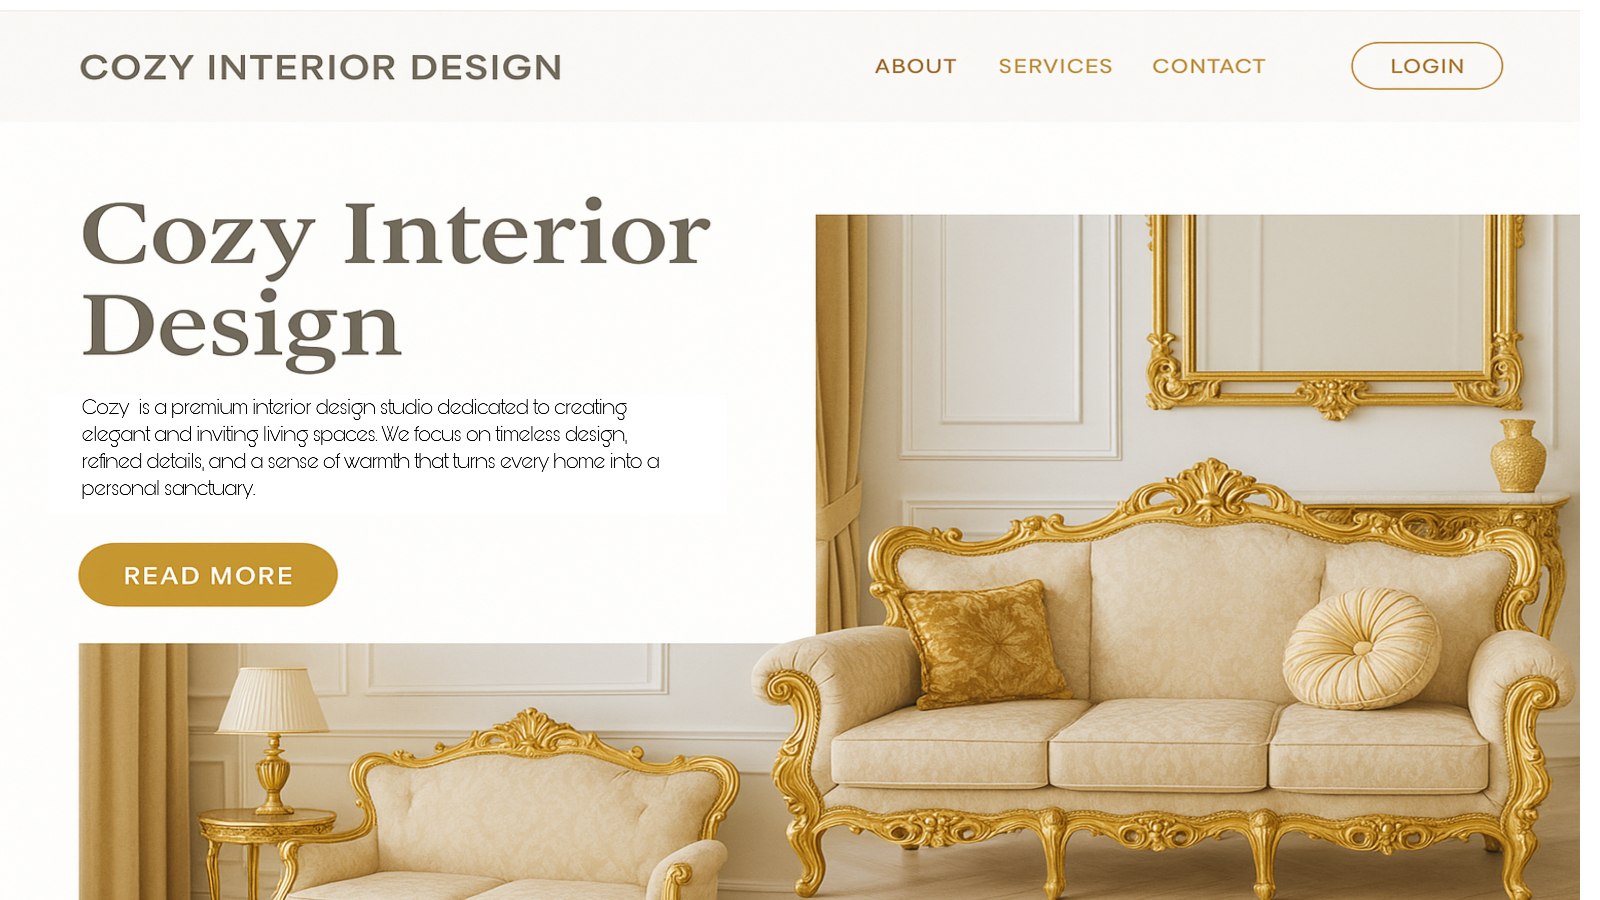 COZY INTERIOR DESIGN
ABOUT SERVICES CONTACT LOGIN
Cozy Interior
Design
Cozy is a premium interior design studio dedicated to creating
elegant and inviting living spaces. We focus on timeless design,
refined details, and a sense of warmth that turns every home into a
personal sanctuary.
READ MORE